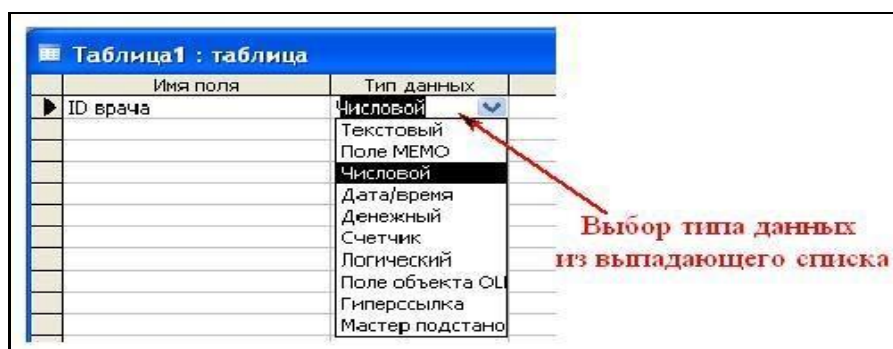 Таблица1 : таблица
Имя поля Тип данных
ID врача Числовой
Текстовый
Поле МЕМО
Числовой
Дата/время
Денежный
Счетчик
Логический
Поле объекта OL
Гиперссылка
Мастер подстано
Выбор типа данных
из выпадающего списка